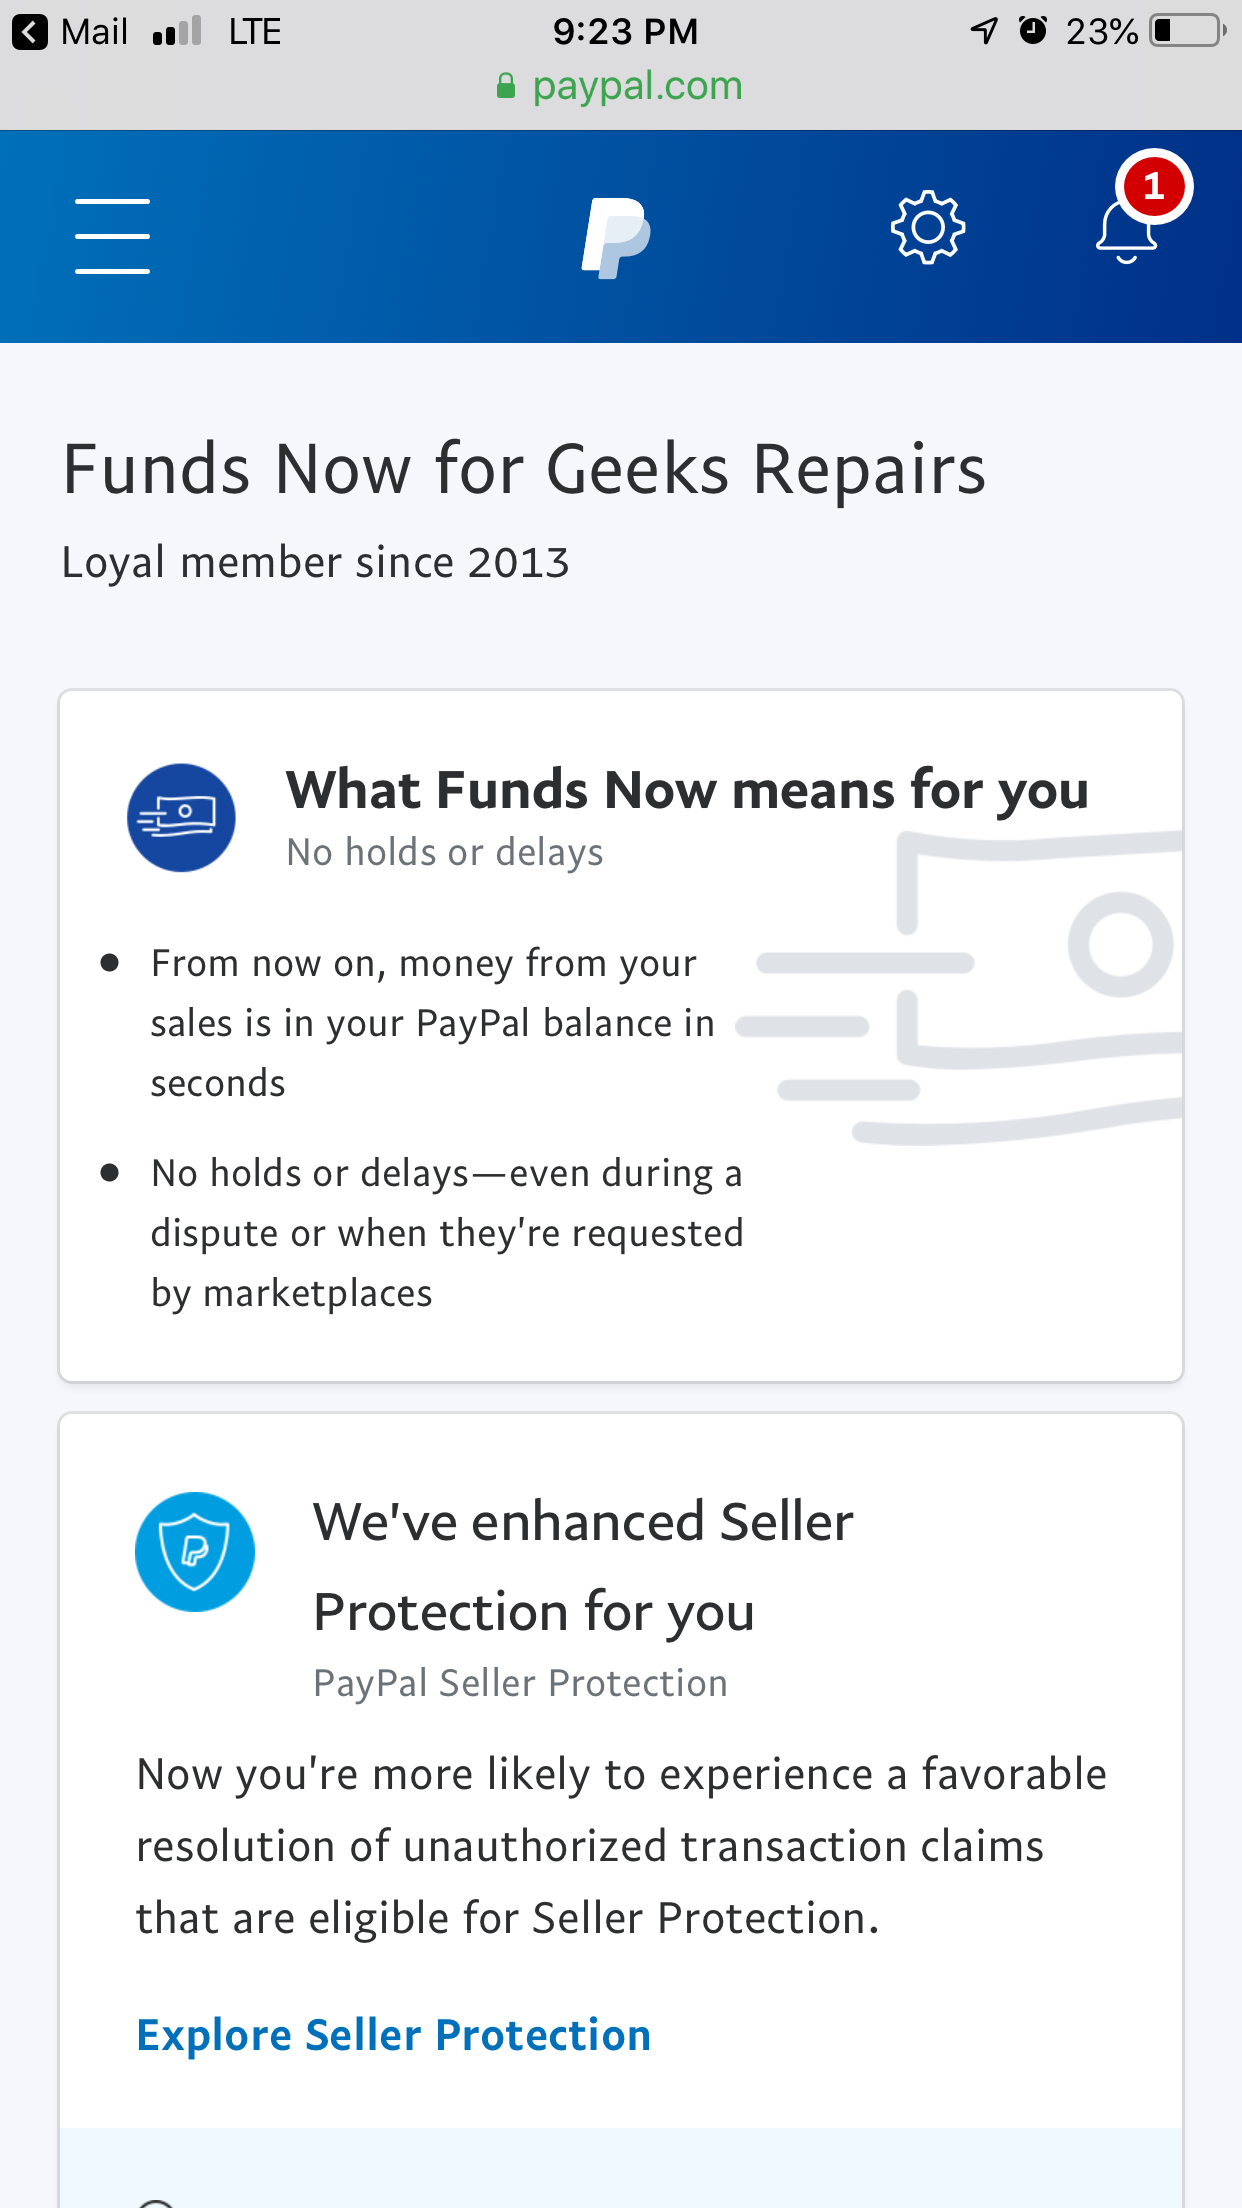 Mail LTE 9:23 PM 23%
paypal.com
1
Funds Now for Geeks Repairs
Loyal member since 2013
What Funds Now means for you
No holds or delays
● From now on, money from your
sales is in your PayPal balance in
seconds
● No holds or delays—even during a
dispute or when they're requested
by marketplaces
We've enhanced Seller
Protection for you
PayPal Seller Protection
Now you're more likely to experience a favorable
resolution of unauthorized transaction claims
that are eligible for Seller Protection.
Explore Seller Protection